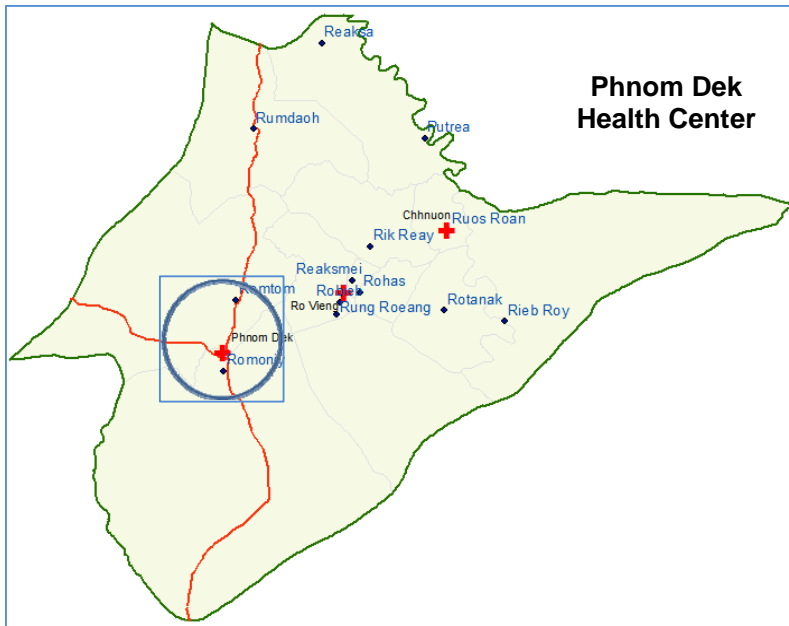 Reaksa
Phnom Dek
Health Center
Rumdaoh
Putrea
Chhnuon
Ruos Roan
Rik Reay
Reaksmei
Rohas
Romtom
Ro Vieng
Rung Roeang
Rotanak
Rieb Roy
Phnom Dek